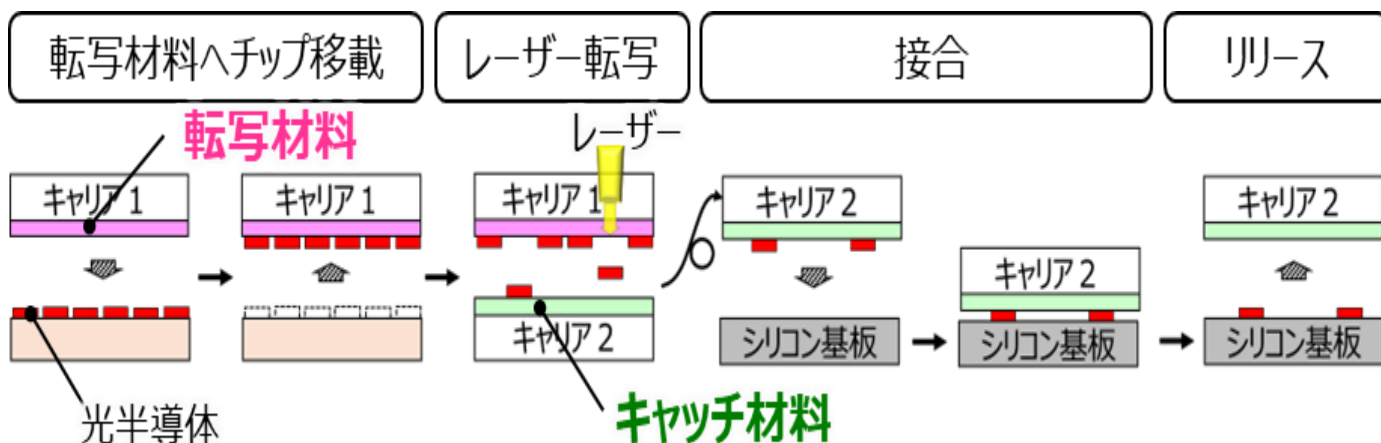 転写材料へチップ移載
レーザー転写
接合
リリース
転写材料
レーザー
キャリア1
キャリア1
キャリア1
キャリア2
キャリア2
キャリア2
キャリア2
シリコン基板
シリコン基板
シリコン基板
光半導体
キャッチ材料